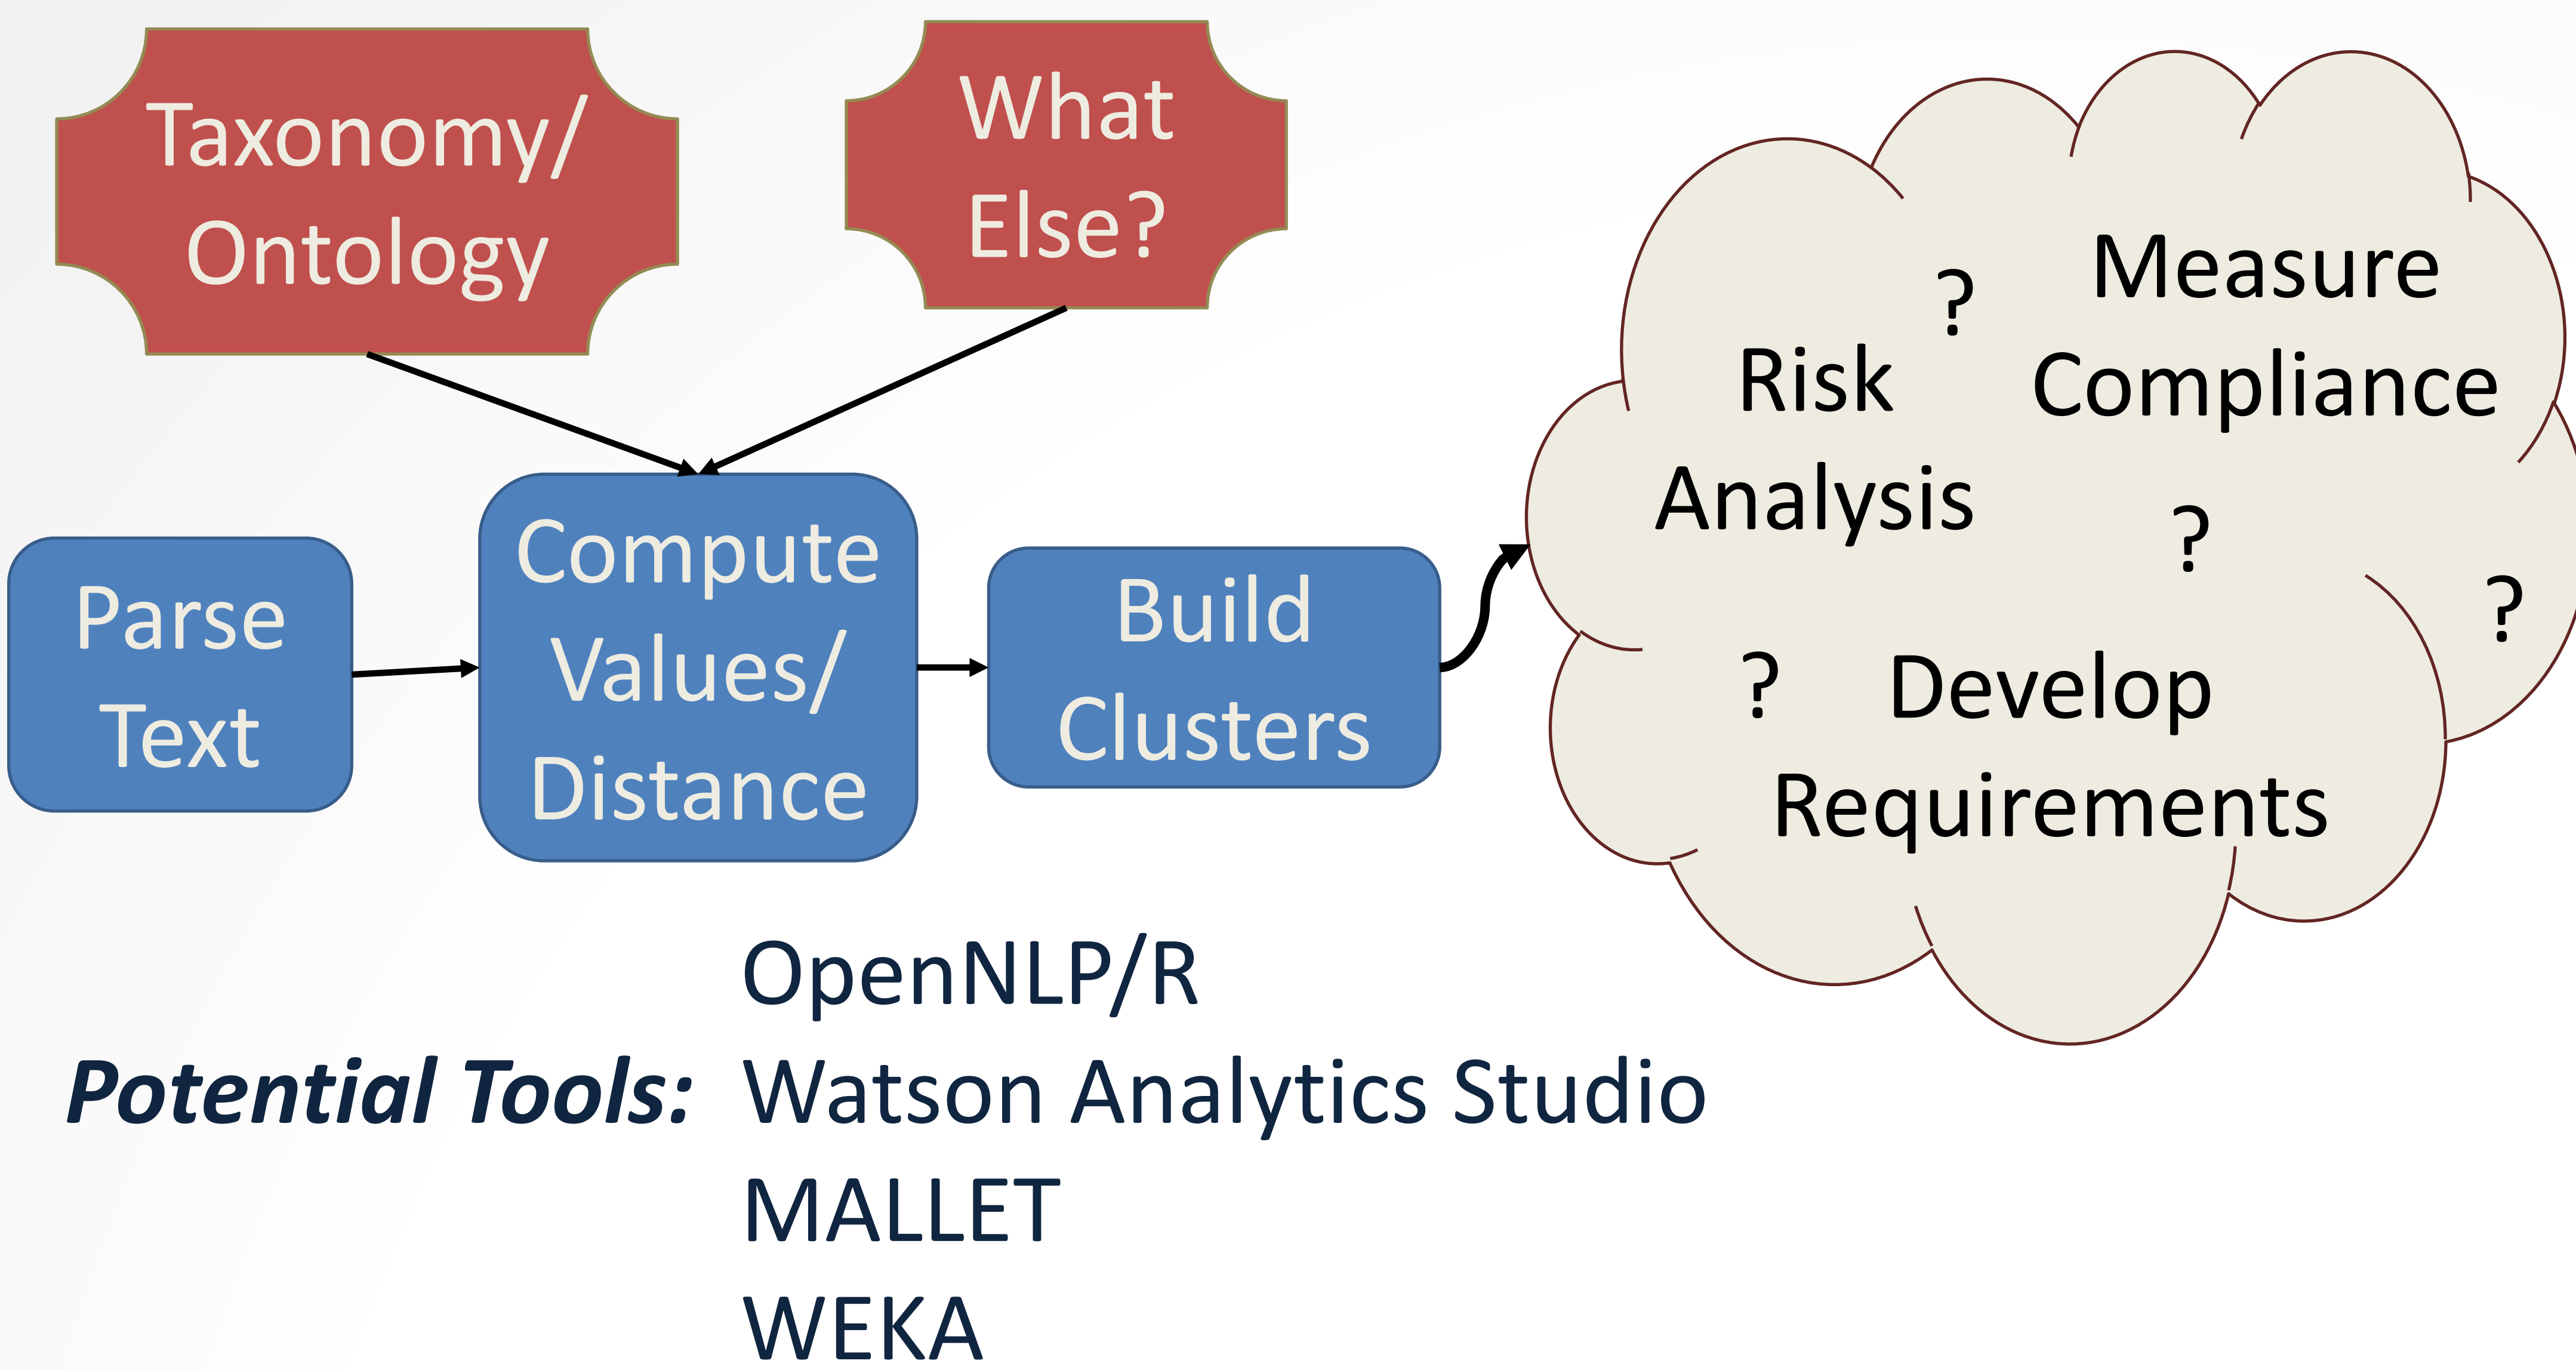 Taxonomy/
Ontology
What
Else?
Parse
Text
Compute
Values/
Distance
Build
Clusters
?
Measure
Compliance
Risk
Analysis
?
?
?
Develop
Requirements
OpenNLP/R
Potential Tools: Watson Analytics Studio
MALLET
WEKA